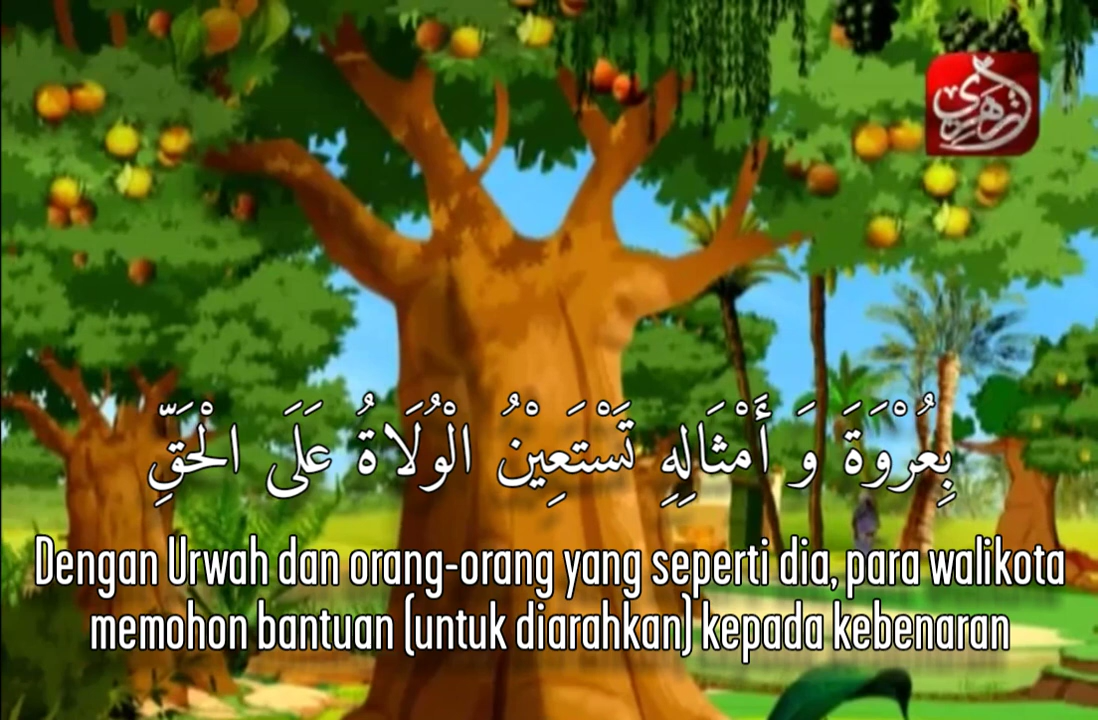 أزهري
بِعُرْوَةَ وَ أَمْثَالِهِ تَسْتَعِيْنُ الْوُلَاةُ عَلَى الْحَقِّ
Dengan Urwah dan orang-orang yang seperti dia, para walikota
memohon bantuan (untuk diarahkan) kepada kebenaran